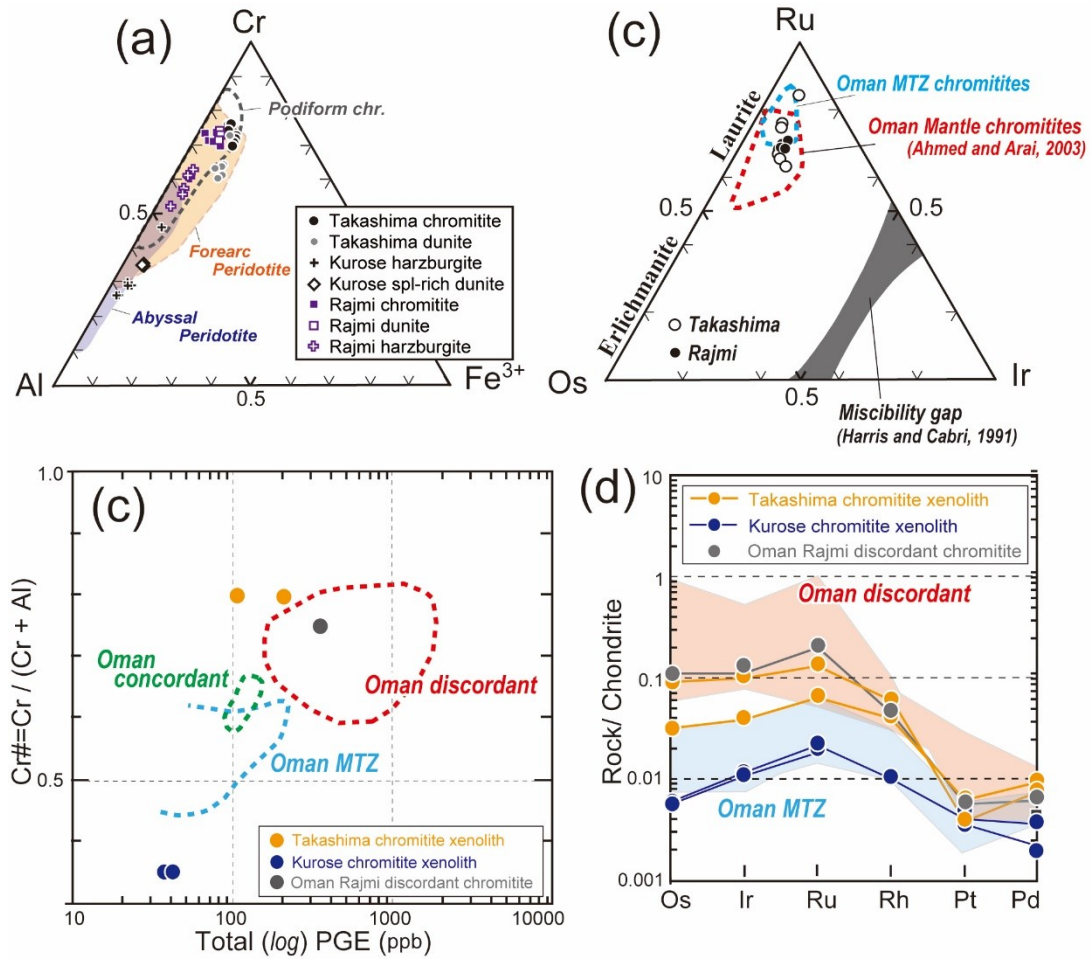 (a)
Cr
Podiform chr.
0.5
Forearc
Peridotite
Abyssal
Peridotite
Al
0.5
Fe3+
Takashima chromitite
Takashima dunite
Kurose harzburgite
Kurose spl-rich dunite
Rajmi chromitite
Rajmi dunite
Rajmi harzburgite
(c)
Ru
Oman MTZ chromitites
Oman Mantle chromitites
(Ahmed and Arai, 2003)
Laurite
0.5
0.5
Erlichmanite
Takashima
Rajmi
Os
0.5
Ir
Miscibility gap
(Harris and Cabri, 1991)
(c)
Cr#=Cr / (Cr + Al)
1.0
0.5
Oman
concordant
Oman discordant
Oman MTZ
Takashima chromitite xenolith
Kurose chromitite xenolith
Oman Rajmi discordant chromitite
10
100
1000
10000
Total (log) PGE (ppb)
(d)
Rock/ Chondrite
10
1
0.1
0.01
0.001
Takashima chromitite xenolith
Kurose chromitite xenolith
Oman Rajmi discordant chromitite
Oman discordant
Oman MTZ
Os
Ir
Ru
Rh
Pt
Pd